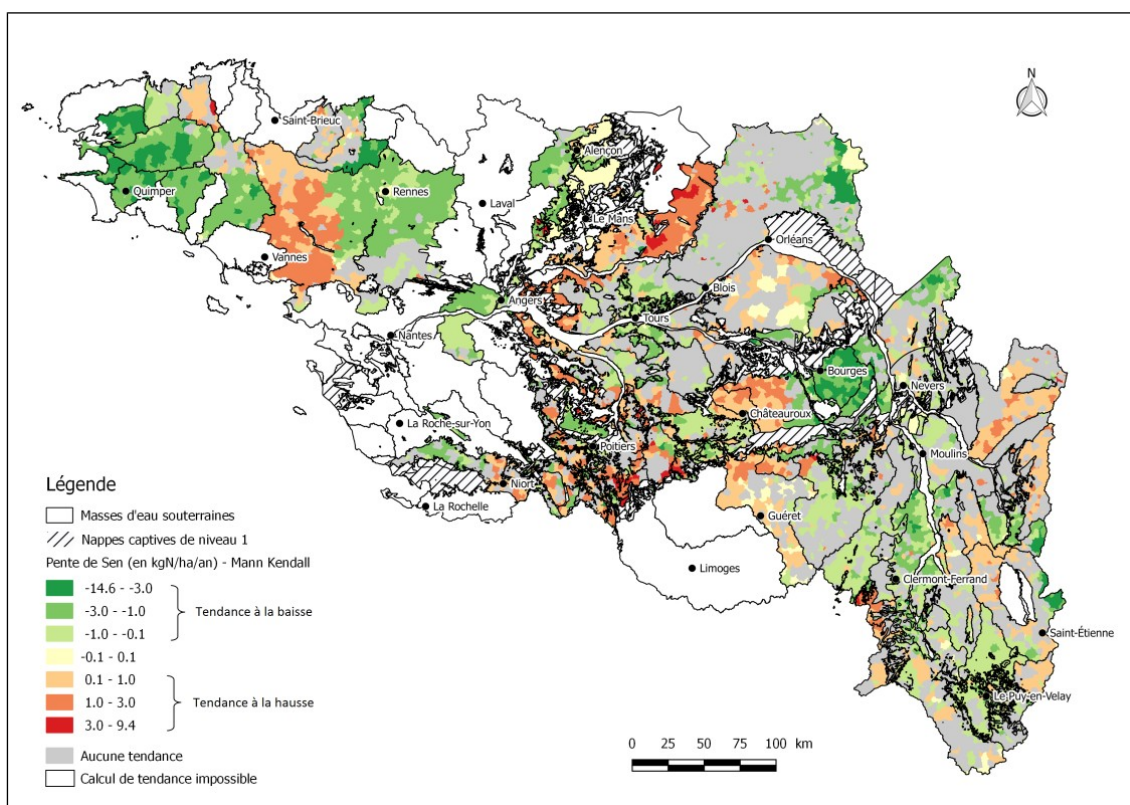 N
Saint-Brieuc
Alençon
Quimper
Rennes
Laval
Le Mans
Orléans
Vannes
Blois
Angers
Tours
Nantes
Bourges
Nevers
Châteauroux
La Roche-sur-Yon
Poitiers
Moulins
Niort
La Rochelle
Guéret
Limoges
Clermont-Ferrand
Saint-Étienne
Le Puy-en-Velay
Légende
Masses d'eau souterraines
Nappes captives de niveau 1
Pente de Sen (en kgN/ha/an) - Mann Kendall
-14.6 - -3.0
-3.0 - -1.0 Tendance à la baisse
-1.0 - -0.1
-0.1 - 0.1
0.1 - 1.0
1.0 - 3.0 Tendance à la hausse
3.0 - 9.4
Aucune tendance
Calcul de tendance impossible
0 25 50 75 100 km